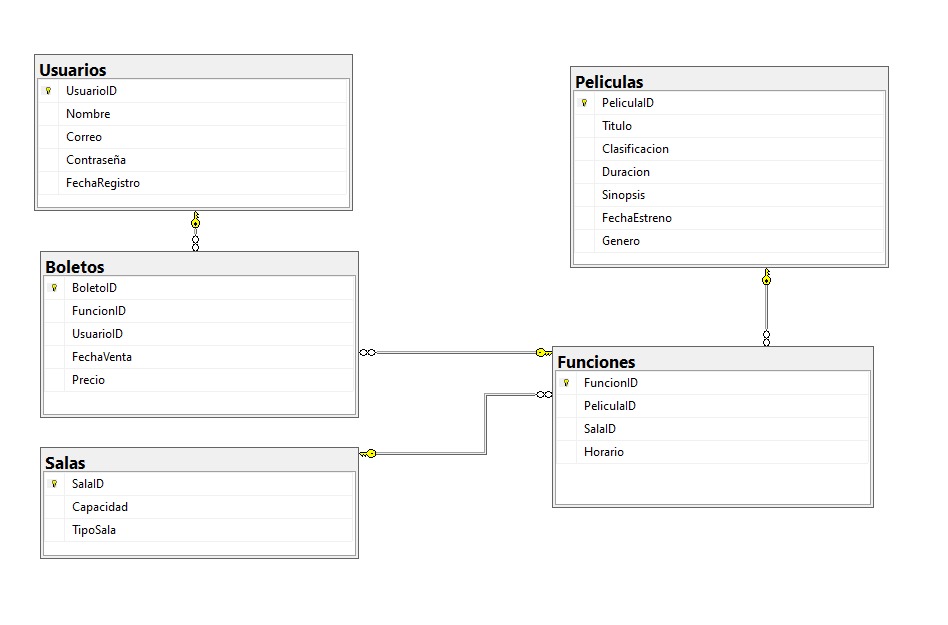 Usuarios
UsuarioID
Nombre
Correo
Contraseña
FechaRegistro
Peliculas
PeliculaID
Titulo
Clasificacion
Duracion
Sinopsis
FechaEstreno
Genero
Boletos
BoletoID
FuncionID
UsuarioID
FechaVenta
Precio
Funciones
FuncionID
PeliculaID
SalaID
Horario
Salas
SalaID
Capacidad
TipoSala